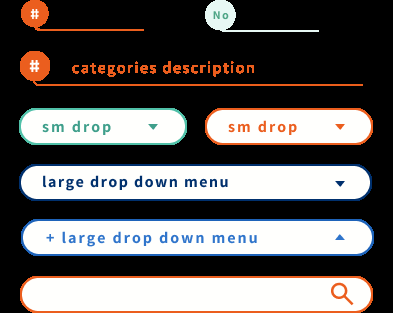 # No
# categories description
sm drop sm drop
large drop down menu
+ large drop down menu